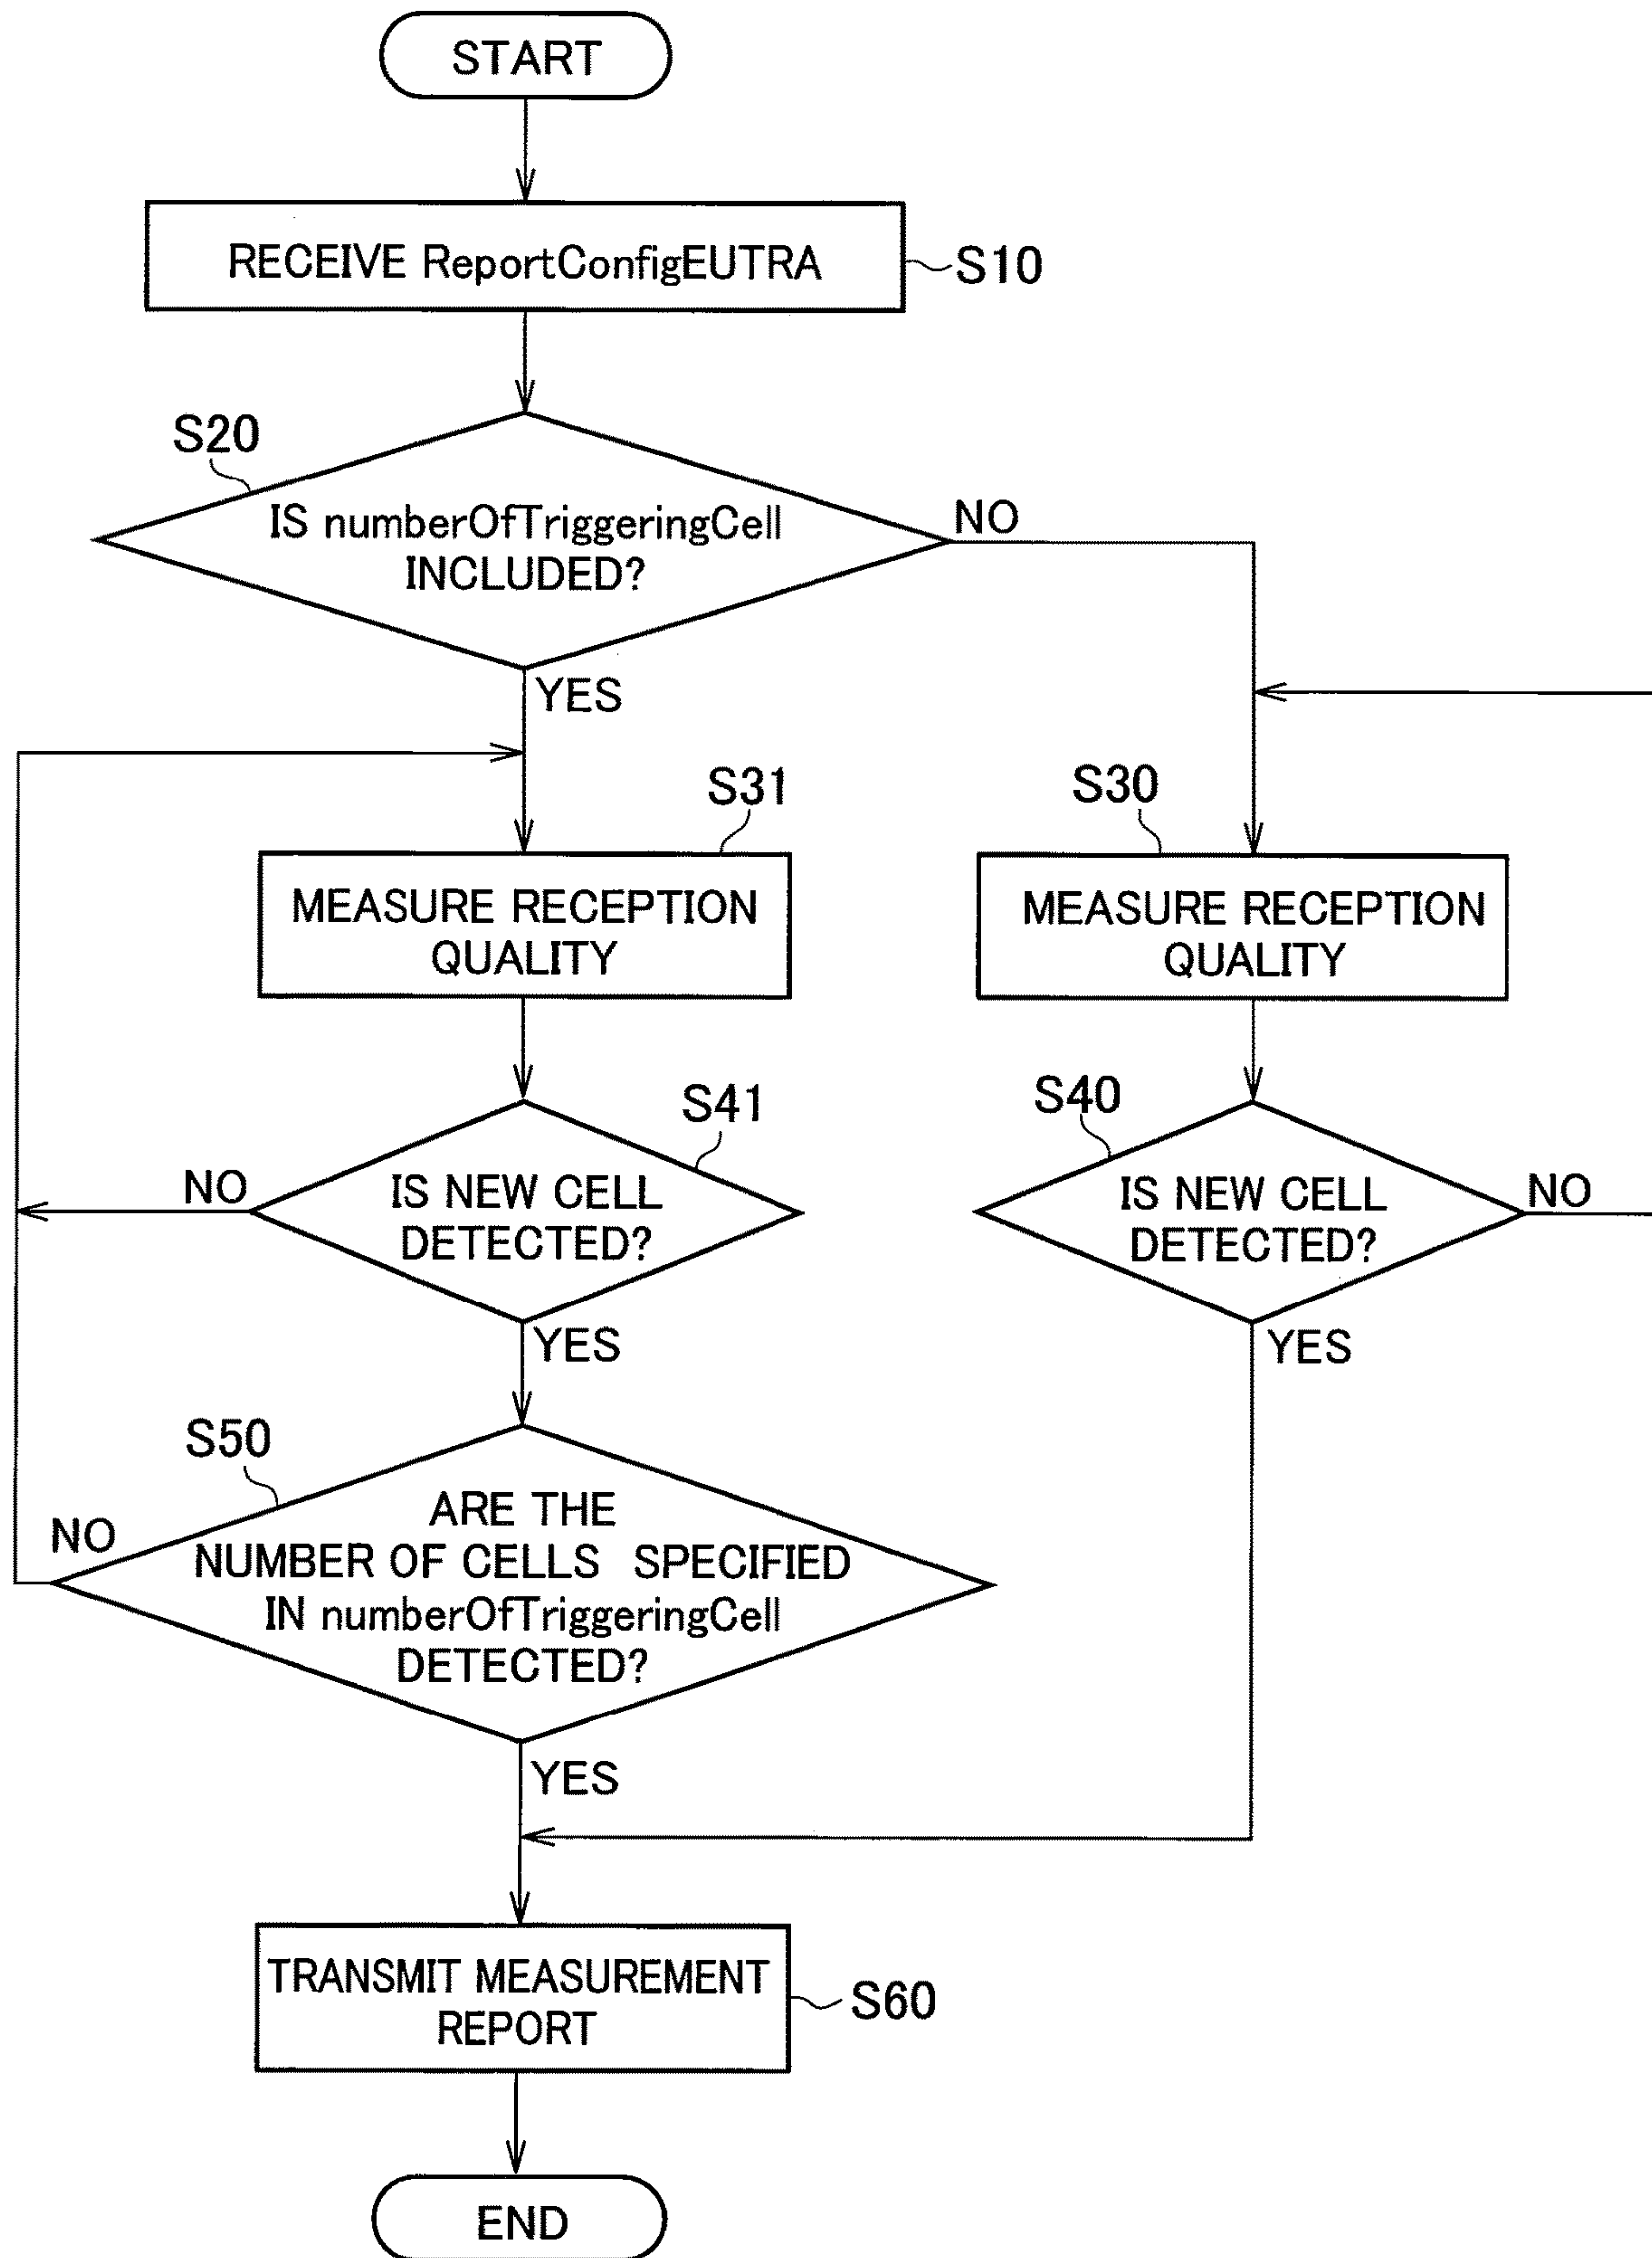 START
RECEIVE ReportConfigEUTRA
S10
S20
IS numberOfTriggeringCell
INCLUDED?
NO
YES
S31
MEASURE RECEPTION
QUALITY
S30
MEASURE RECEPTION
QUALITY
S41
IS NEW CELL
DETECTED?
NO
YES
S40
IS NEW CELL
DETECTED?
NO
YES
S50
ARE THE
NUMBER OF CELLS SPECIFIED
IN numberOfTriggeringCell
DETECTED?
NO
YES
TRANSMIT MEASUREMENT
REPORT
S60
END